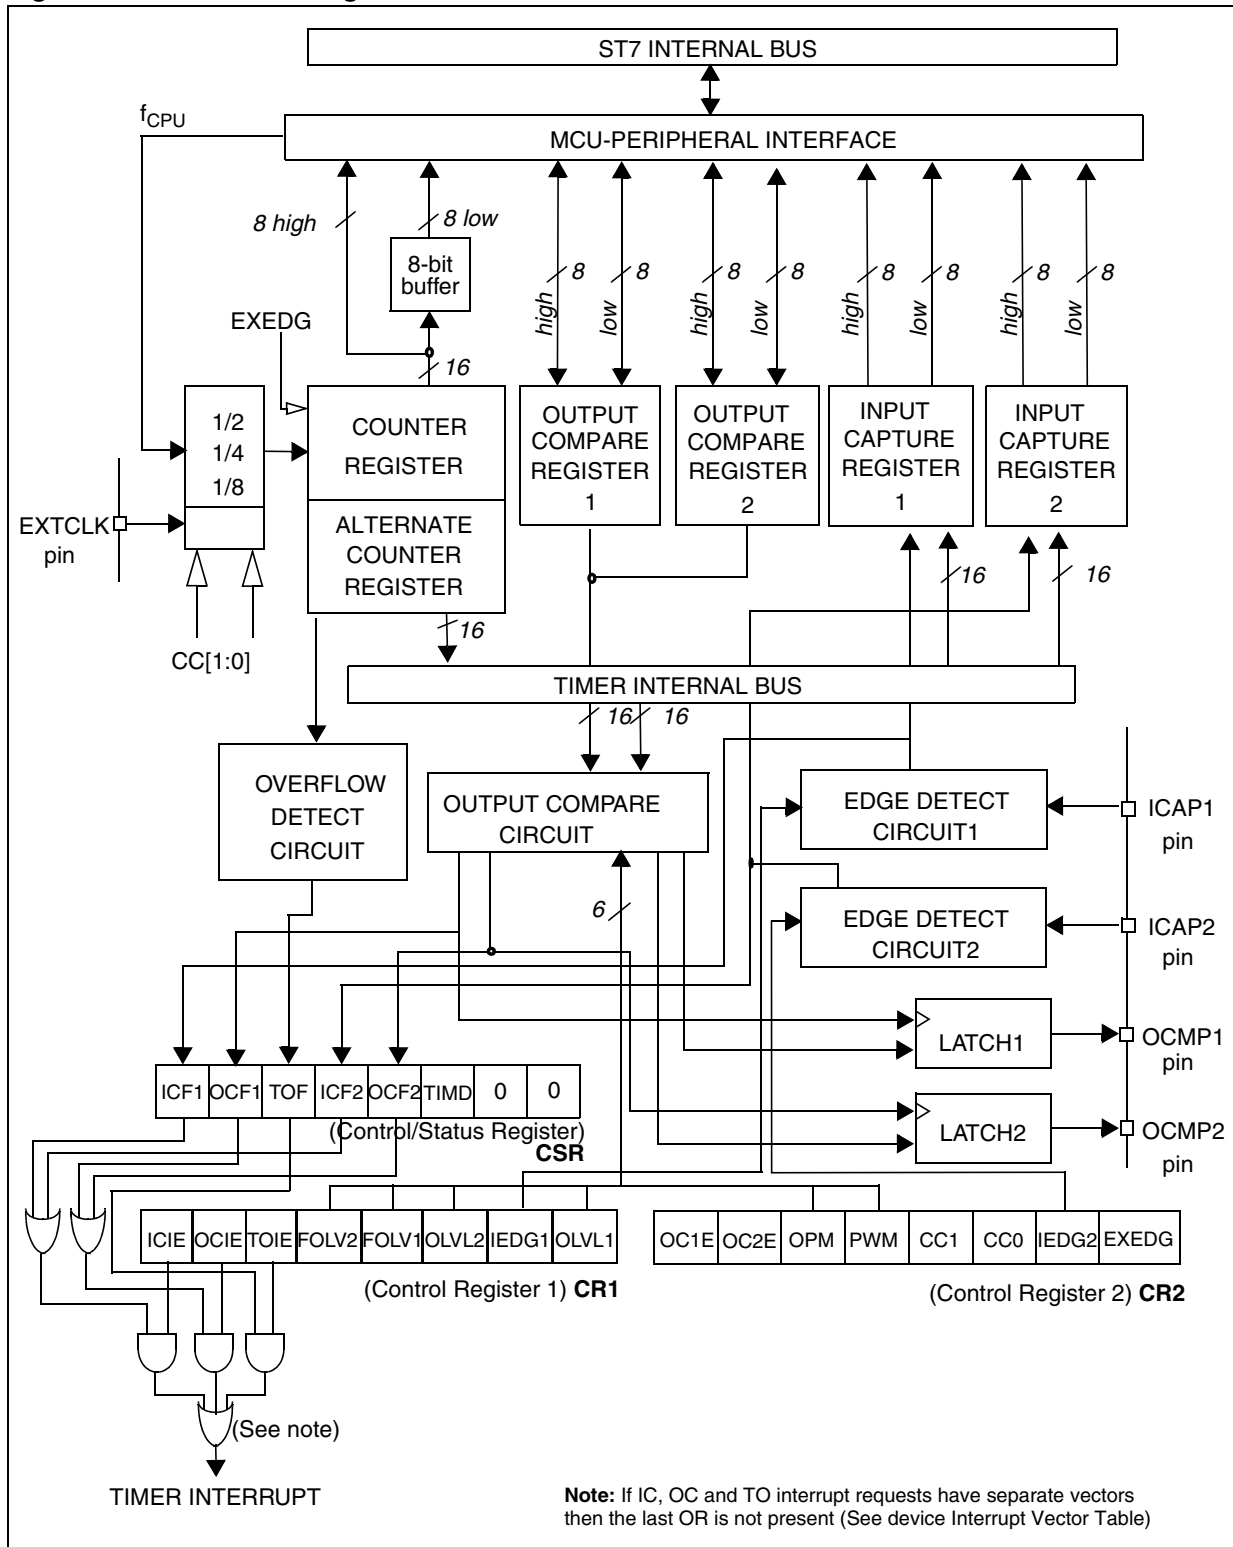 ST7 INTERNAL BUS
fCPU
MCU-PERIPHERAL INTERFACE
8 high
8 low
8-bit
buffer
8
8
8
8
8
8
8
8
high
low
high
low
high
low
high
low
EXEDG
16
1/2
1/4
1/8
COUNTER
REGISTER
OUTPUT
COMPARE
REGISTER
1
OUTPUT
COMPARE
REGISTER
2
INPUT
CAPTURE
REGISTER
1
INPUT
CAPTURE
REGISTER
2
EXTCLK
pin
ALTERNATE
COUNTER
REGISTER
16
16
16
CC[1:0]
TIMER INTERNAL BUS
16
16
OVERFLOW
DETECT
CIRCUIT
OUTPUT COMPARE
CIRCUIT
EDGE DETECT
CIRCUIT1
ICAP1
pin
6
EDGE DETECT
CIRCUIT2
ICAP2
pin
LATCH1
OCMP1
pin
ICF1 OCF1 TOF ICF2 OCF2 TIMD 0 0
(Control/Status Register)
CSR
LATCH2
OCMP2
pin
ICIE OCIE TOIE FOLV2 FOLV1 OLVL2 IEDG1 OLVL1
OC1E OC2E OPM PWM CC1 CC0 IEDG2 EXEDG
(Control Register 1) CR1
(Control Register 2) CR2
(See note)
TIMER INTERRUPT
Note: If IC, OC and TO interrupt requests have separate vectors
then the last OR is not present (See device Interrupt Vector Table)